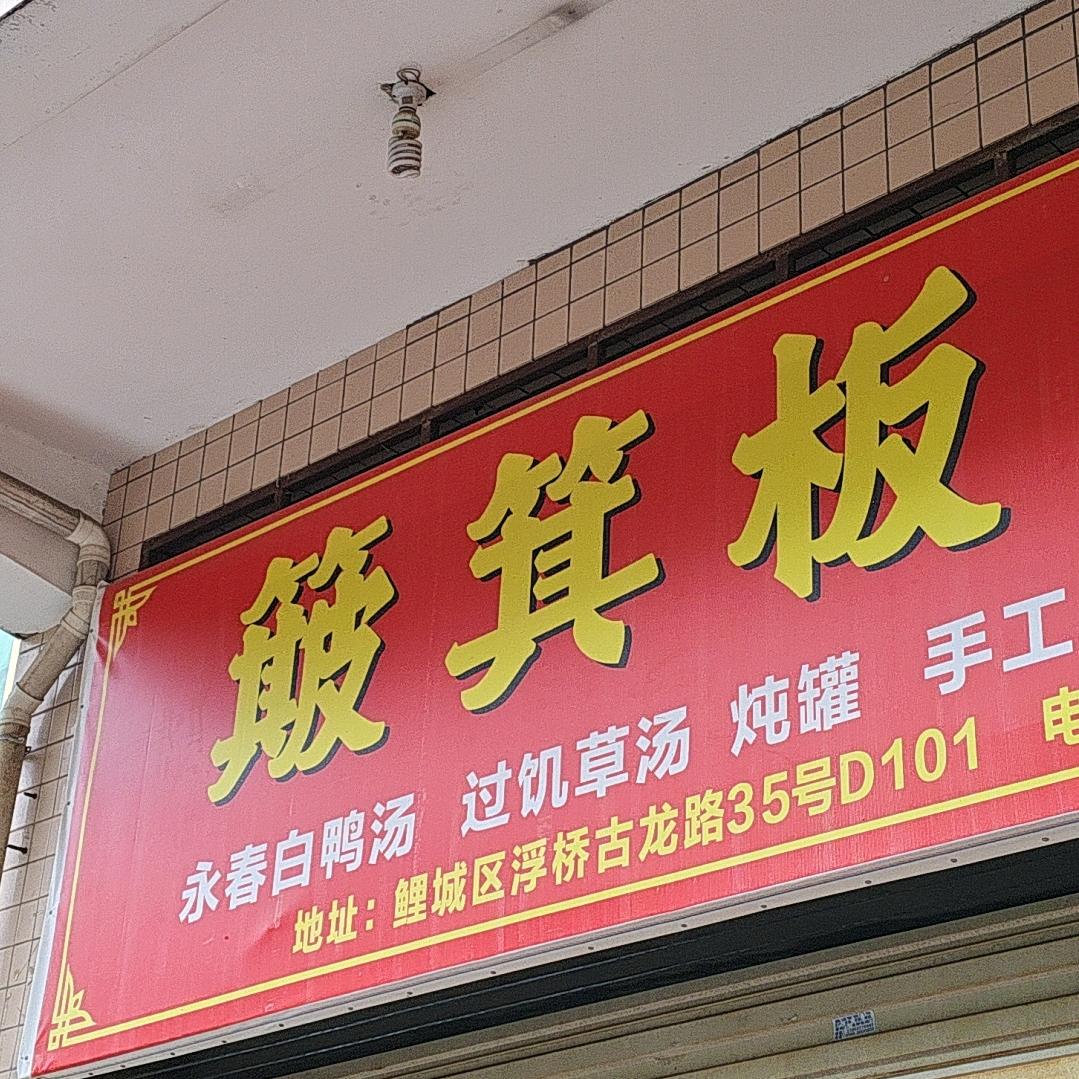 簸箕板
永春白鸭汤 过饥草汤 炖罐 手工
地址：鲤城区浮桥古龙路35号D101 电